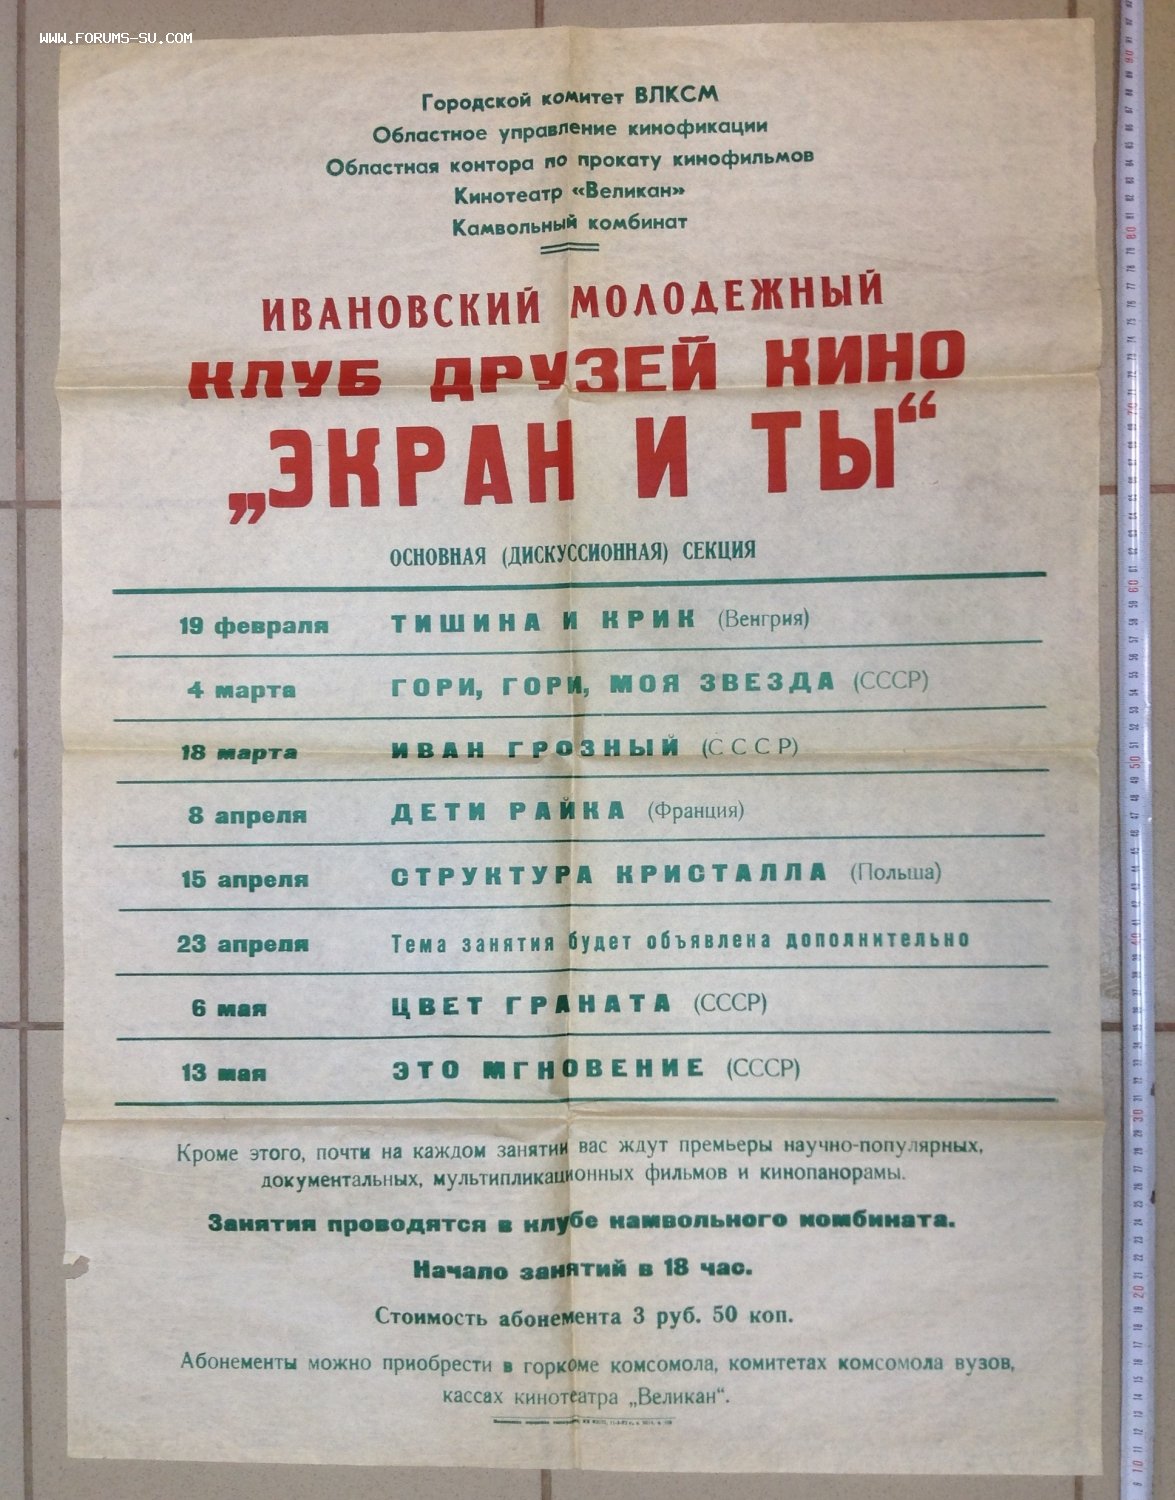 www.forums-su.com
Городской комитет ВЛКСМ
Областное управление кинофикации
Областная контора по прокату кинофильмов
Кинотеатр «Великан»
Камвольный комбинат
ИВАНОВСКИЙ МОЛОДЕЖНЫЙ
КЛУБ ДРУЗЕЙ КИНО
„ЭКРАН И ТЫ“
ОСНОВНАЯ (ДИСКУССИОННАЯ) СЕКЦИЯ
19 февраля ТИШИНА И КРИК (Венгрия)
4 марта ГОРИ, ГОРИ, МОЯ ЗВЕЗДА (СССР)
18 марта ИВАН ГРОЗНЫЙ (СССР)
8 апреля ДЕТИ РАЙКА (Франция)
15 апреля СТРУКТУРА КРИСТАЛЛА (Польша)
23 апреля Тема занятия будет объявлена дополнительно
6 мая ЦВЕТ ГРАНАТА (СССР)
13 мая ЭТО МГНОВЕНИЕ (СССР)
Кроме этого, почти на каждом занятии вас ждут премьеры научно-популярных,
документальных, мультипликационных фильмов и кинопанорамы.
Занятия проводятся в клубе камвольного комбината.
Начало занятий в 18 час.
Стоимость абонемента 3 руб. 50 коп.
Абонементы можно приобрести в горкоме комсомола, комитетах комсомола вузов,
кассах кинотеатра „Великан“.